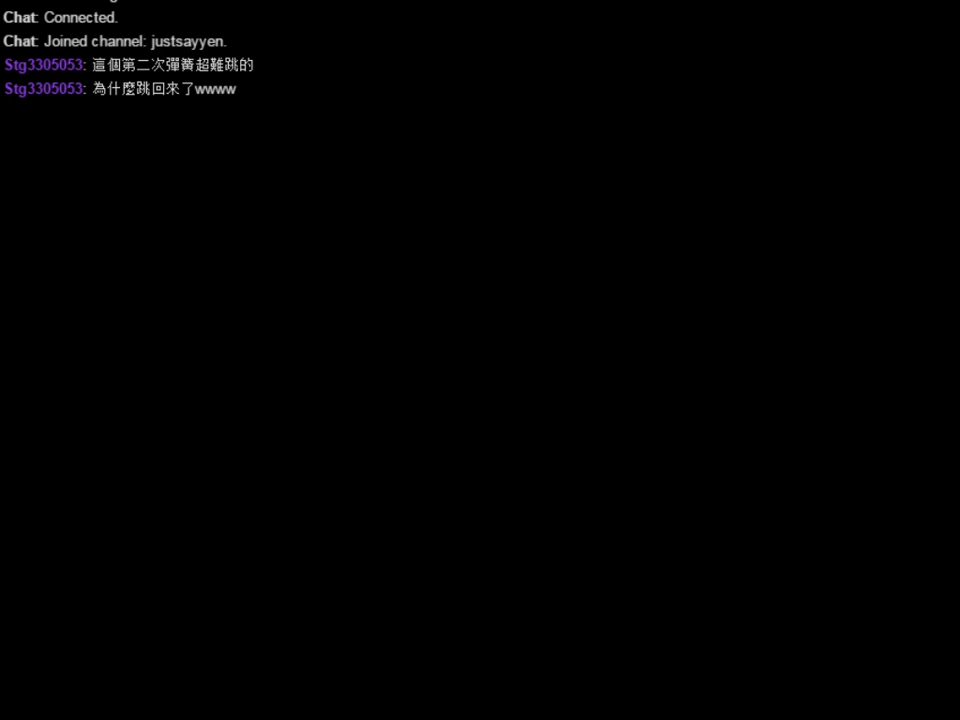 Chat: Connected.
Chat: Joined channel: justsayyen.
Stg3305053: 這個第二次彈簧超難跳的
Stg3305053: 為什麼跳回來了wwww